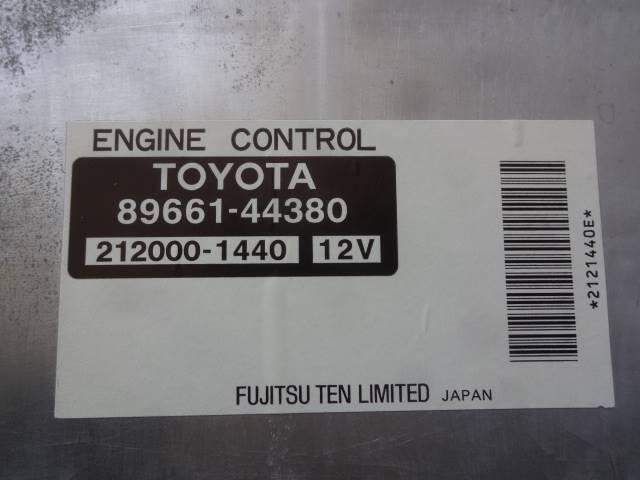 ENGINE CONTROL
TOYOTA
89661-44380
212000-1440 12V
*2121440E*
FUJITSU TEN LIMITED JAPAN